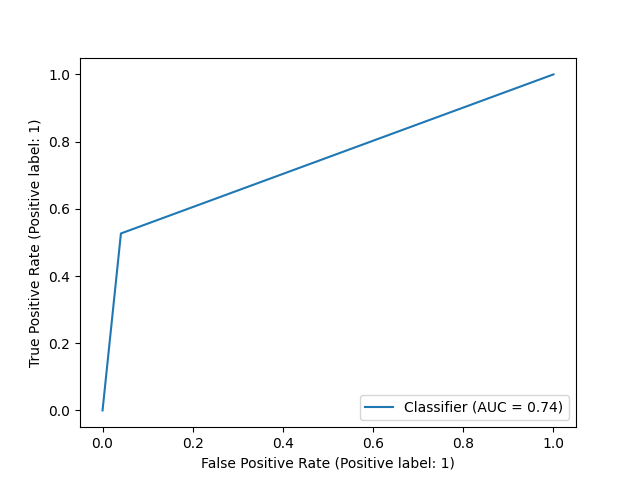 1.0
0.8
0.6
0.4
0.2
0.0
True Positive Rate (Positive label: 1)
Classifier (AUC = 0.74)
0.0 0.2 0.4 0.6 0.8 1.0
False Positive Rate (Positive label: 1)